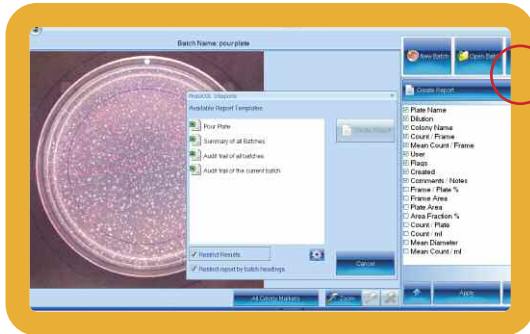 Batch Name: pour plate
New Batch
Open Batch
ProtoCOL Reports
Available Report Templates
Pour Plate
Summary of all Batches
Audit trail of all batches
Audit trail of the current batch
Create Report
Restrict Results
Restrict report by batch headings
Cancel
All Colony Markers
Zoom
Create Report
Plate Name
Dilution
Colony Name
Count / Frame
Mean Count / Frame
User
Flags
Created
Comments / Notes
Frame / Plate %
Frame Area
Plate Area
Area Fraction %
Count / Plate
Count / ml
Mean Diameter
Mean Count / ml
Apply